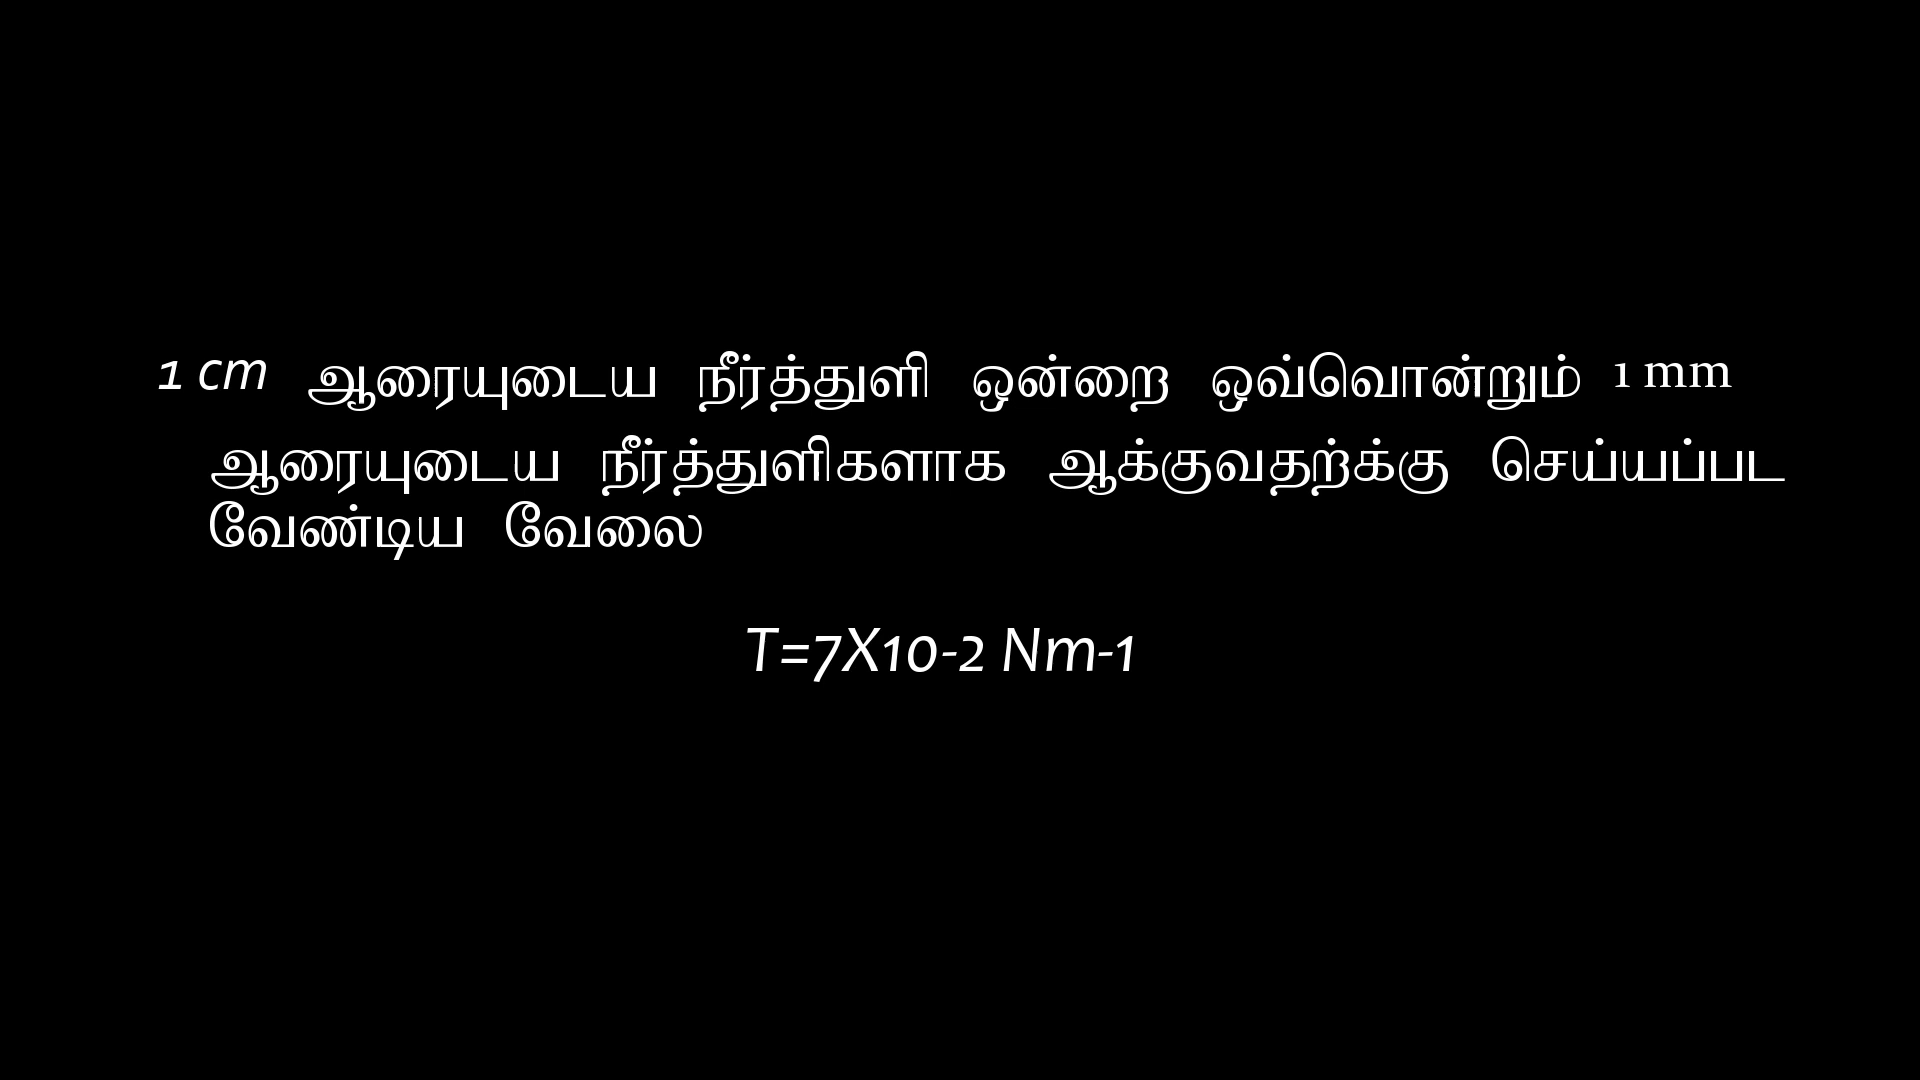 1 cm ஆரையுடைய நீர்த்துளி ஒன்றை ஒவ்வொன்றும் 1 mm
ஆரையுடைய நீர்த்துளிகளாக ஆக்குவதற்க்கு செய்யப்பட
வேண்டிய வேலை
T=7X10-2 Nm-1